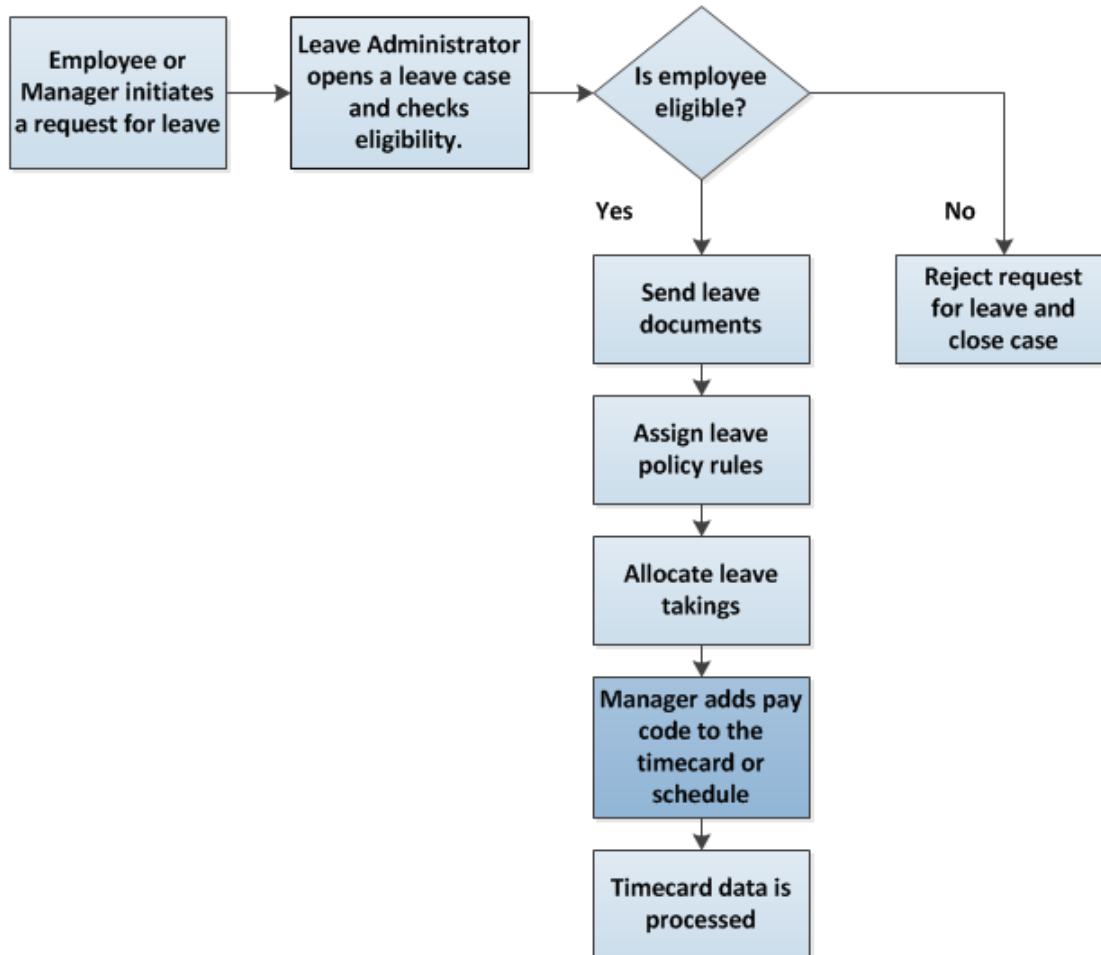 Employee or
Manager initiates
a request for leave
Leave Administrator
opens a leave case
and checks
eligibility.
Is employee
eligible?
Yes
No
Send leave
documents
Reject request
for leave and
close case
Assign leave
policy rules
Allocate leave
takings
Manager adds pay
code to the
timecard or
schedule
Timecard data is
processed